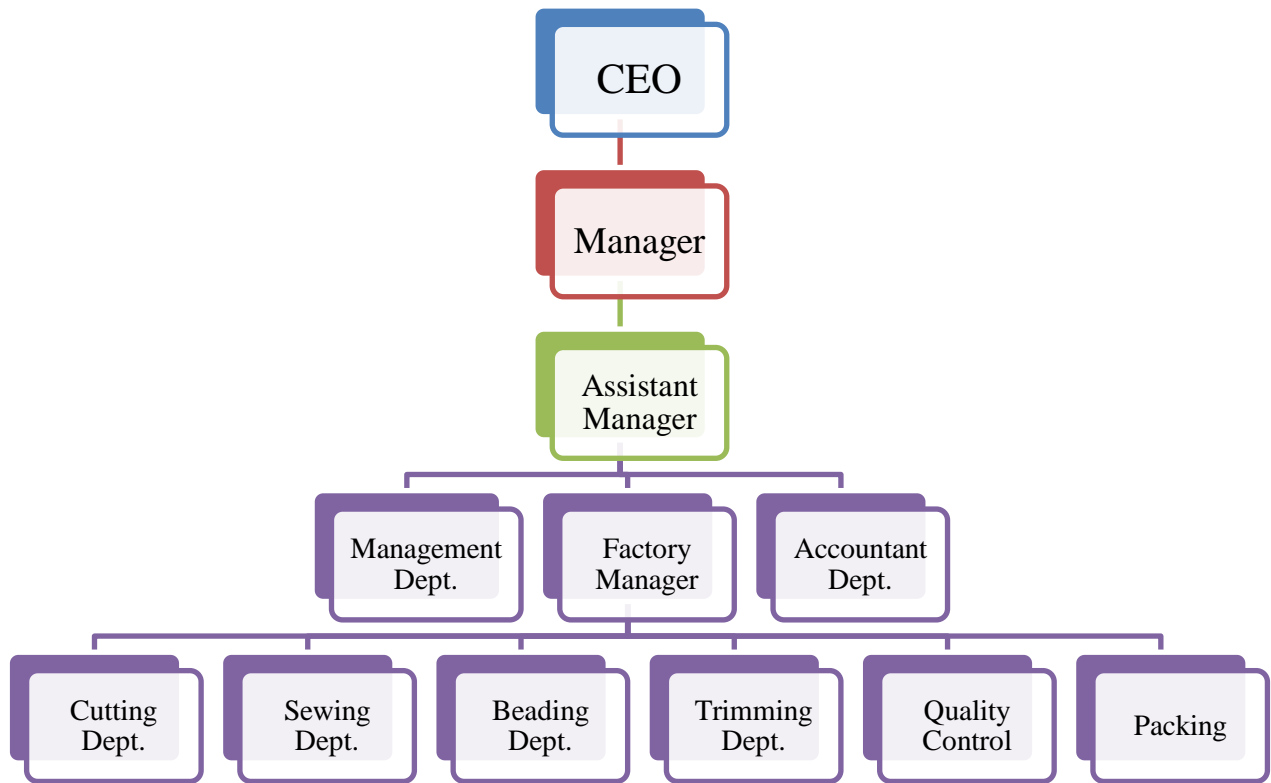 CEO
Manager
Assistant
Manager
Management
Dept.
Factory
Manager
Accountant
Dept.
Cutting
Dept.
Sewing
Dept.
Beading
Dept.
Trimming
Dept.
Quality
Control
Packing